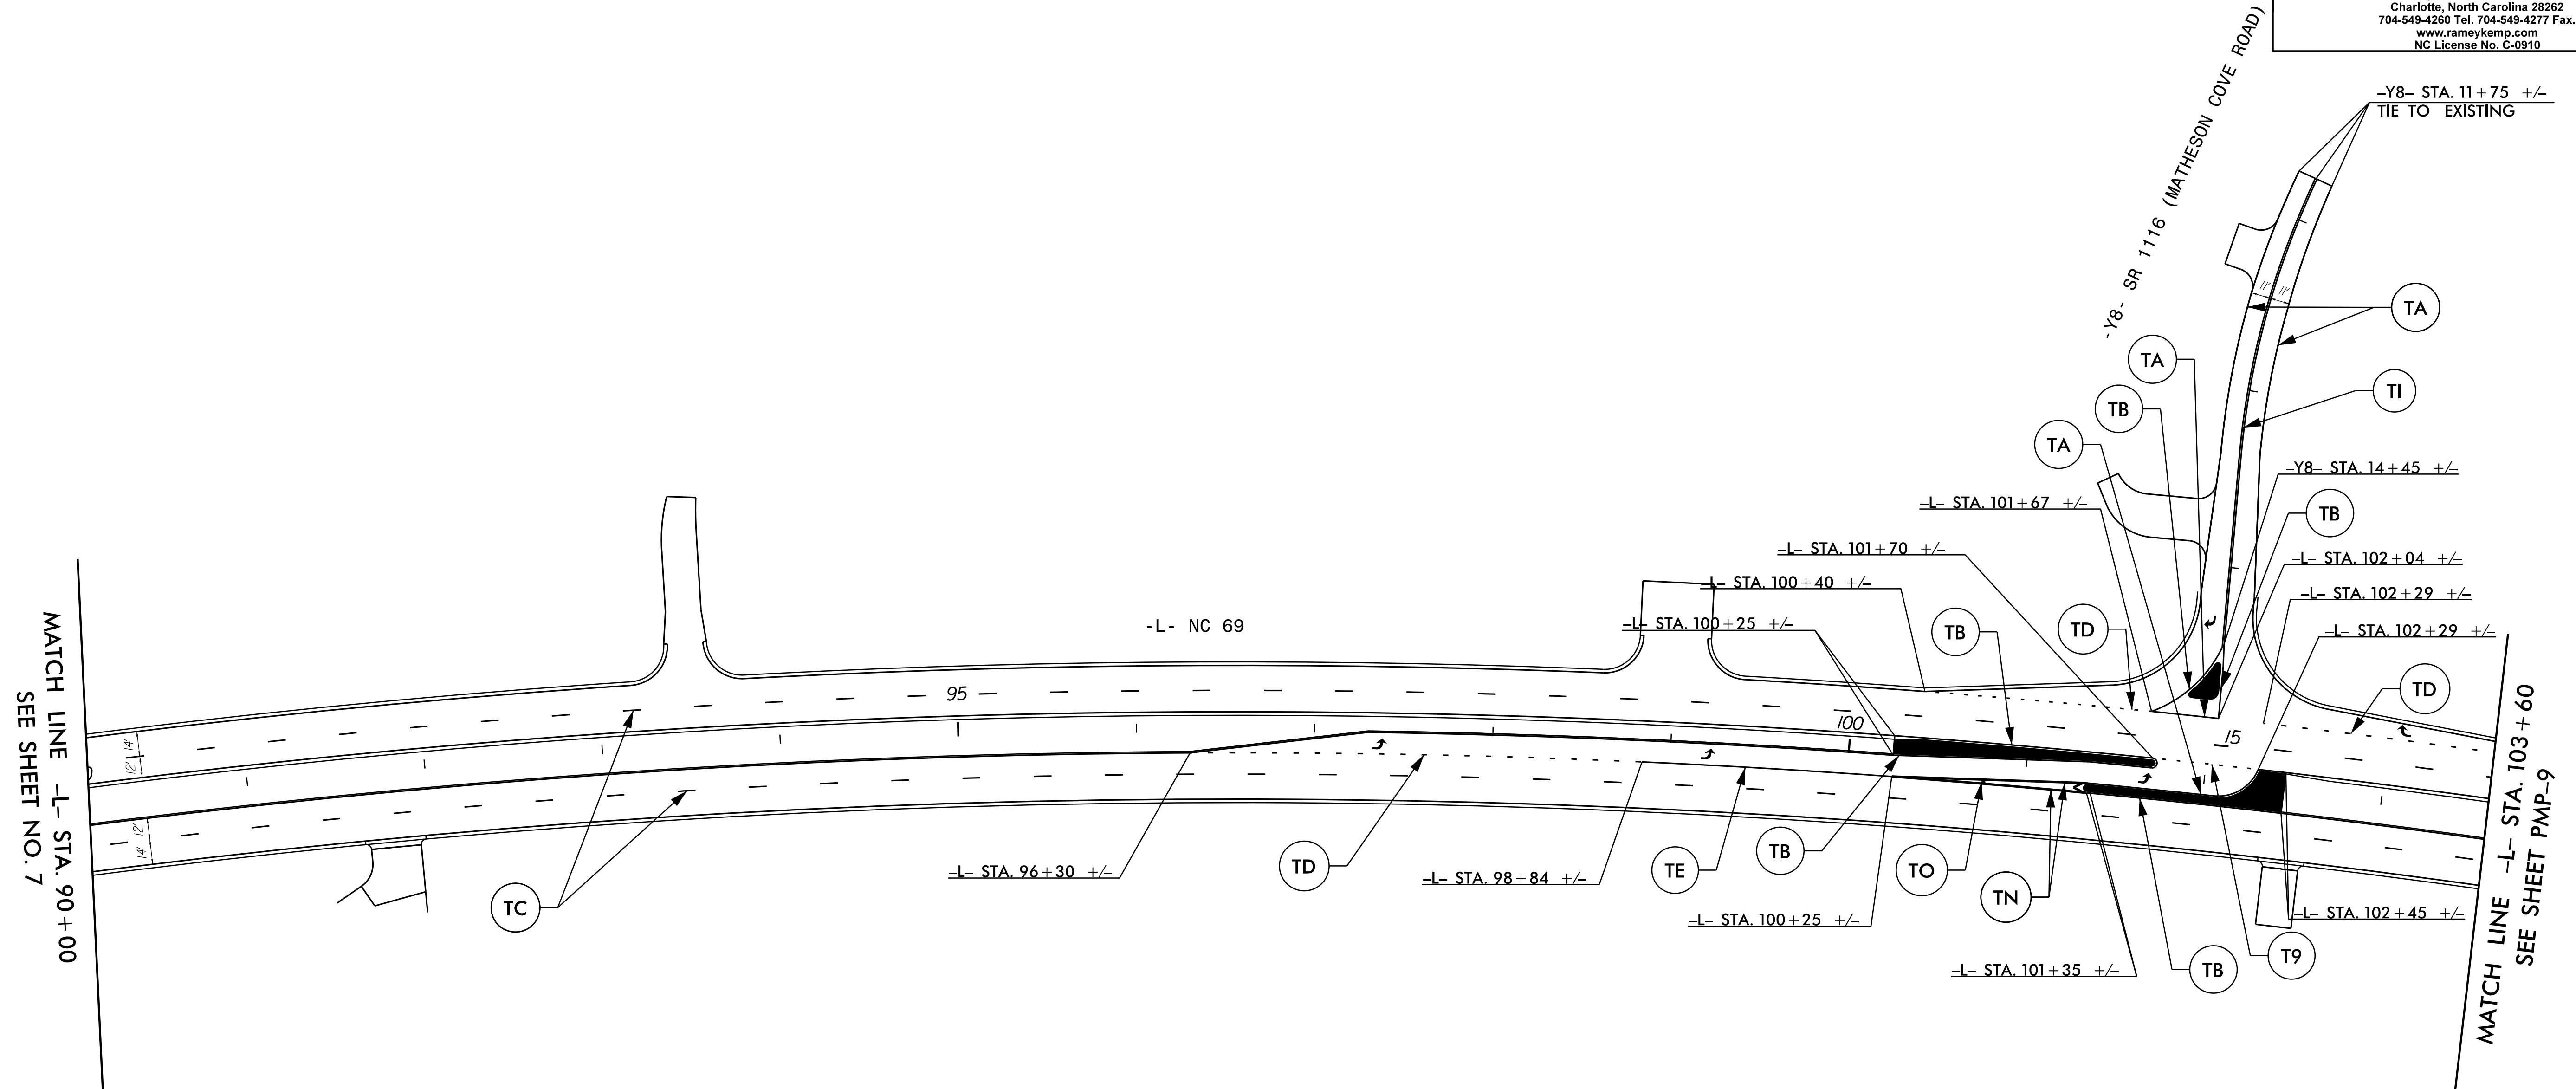 Charlotte, North Carolina 28262
704-549-4260 Tel. 704-549-4277 Fax.
www.rameykemp.com
NC License No. C-0910
-Y8- SR 1116 (MATHESON COVE ROAD)
-Y8- STA. 11+75 +/-
TIE TO EXISTING
11' 11'
TA
TA
TB
TI
TA
-Y8- STA. 14+45 +/-
-L- STA. 101+67 +/-
TB
-L- STA. 101+70 +/-
-L- STA. 102+04 +/-
-L- STA. 100+40 +/-
-L- STA. 102+29 +/-
-L- STA. 100+25 +/-
TB
TD
-L- STA. 102+29 +/-
-L- NC 69
TD
95
100
15
MATCH LINE -L- STA. 90+00
SEE SHEET NO. 7
14'
12'
12'
14'
-L- STA. 96+30 +/-
TD
-L- STA. 98+84 +/-
TE
TB
TO
TN
TC
-L- STA. 100+25 +/-
-L- STA. 101+35 +/-
TB
T9
-L- STA. 102+45 +/-
MATCH LINE -L- STA. 103+60
SEE SHEET PMP-9